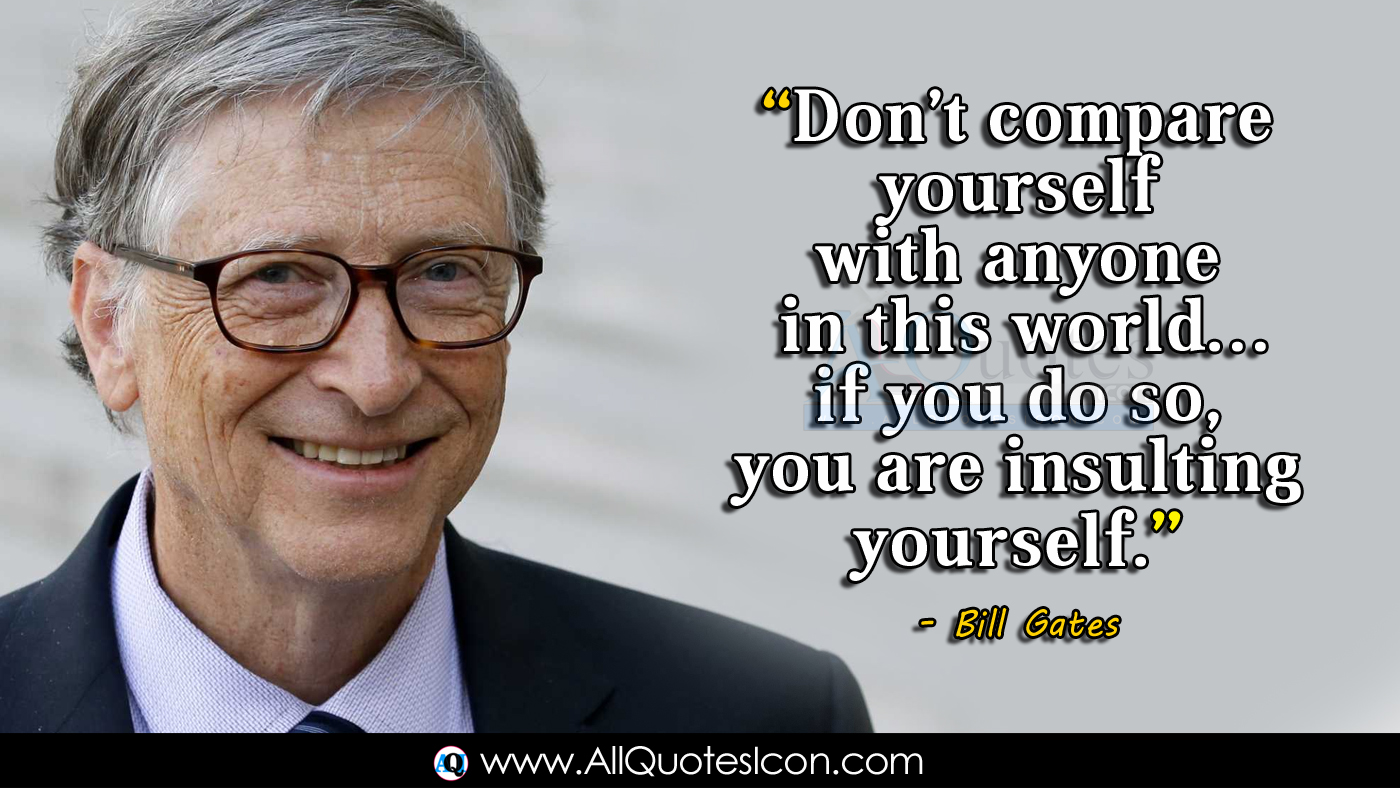 “Don’t compare
yourself
with anyone
in this world...
if you do so,
you are insulting
yourself.”
- Bill Gates
www.AllQuotesIcon.com